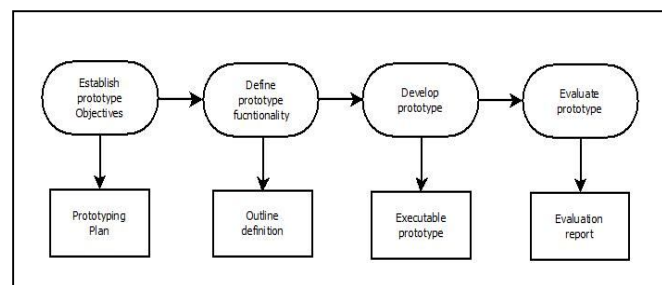 Establish
prototype
Objectives
Define
prototype
fucntionality
Develop
prototype
Evaluate
prototype
Prototyping
Plan
Outline
definition
Executable
prototype
Evaluation
report